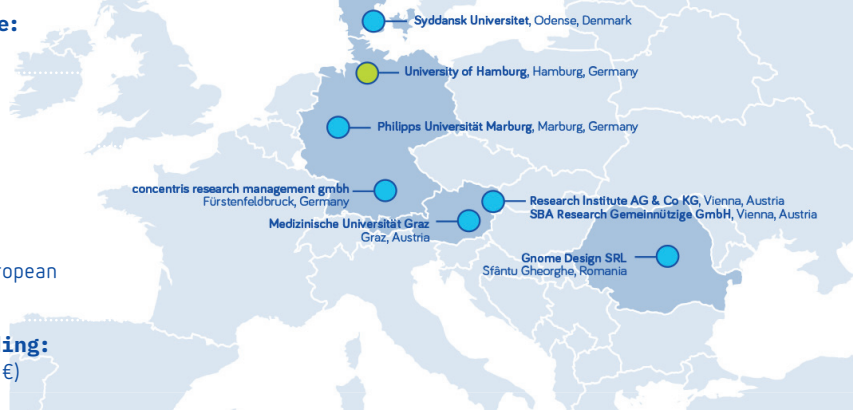 e:
Syddansk Universitet, Odense, Denmark
University of Hamburg, Hamburg, Germany
Philipps Universität Marburg, Marburg, Germany
concentris research management gmbh
Fürstenfeldbruck, Germany
Research Institute AG & Co KG, Vienna, Austria
SBA Research Gemeinnützige GmbH, Vienna, Austria
Medizinische Universität Graz
Graz, Austria
Gnome Design SRL
Sfântu Gheorghe, Romania
ropean
ing:
€)